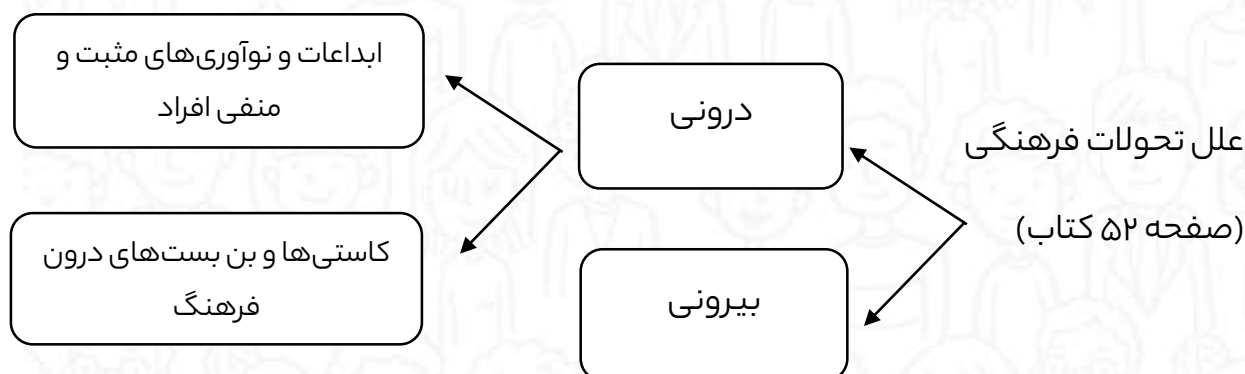 علل تحولات فرهنگی
(صفحه ۵۲ کتاب)
درونی
بیرونی
ابداعات و نوآوری‌های مثبت و
منفی افراد
کاستی‌ها و بن بست‌های درون
فرهنگ